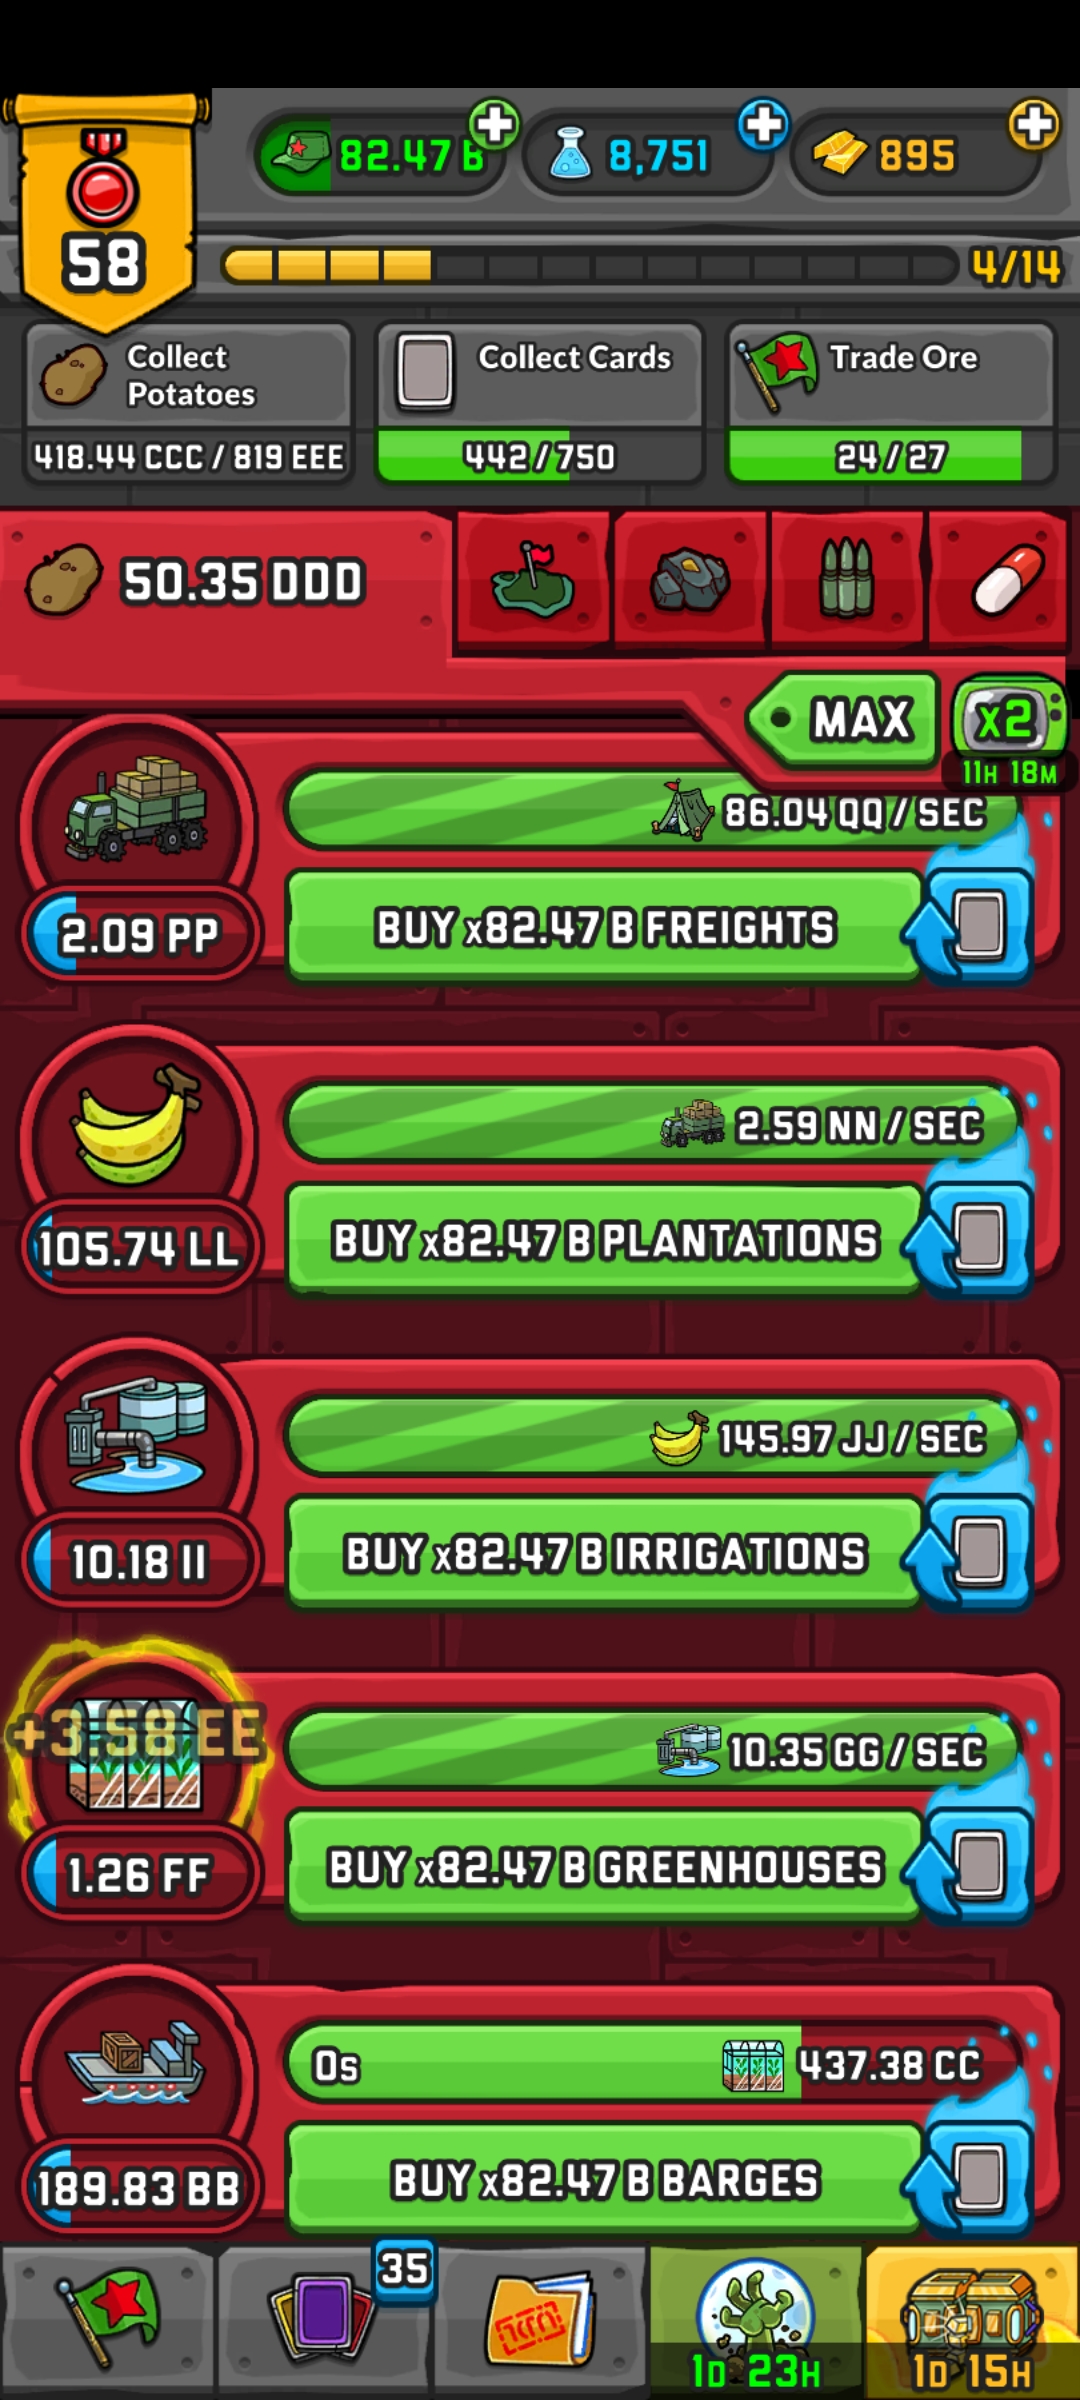 58
82.47 B
8,751
895
4/14
Collect
Potatoes
418.44 CCC / 819 EEE
Collect Cards
442/750
Trade Ore
24/27
50.35 DDD
MAX
x2
11H 18M
86.04 QQ / SEC
2.09 PP
BUY x82.47 B FREIGHTS
2.59 NN / SEC
105.74 LL
BUY x82.47 B PLANTATIONS
145.97 JJ / SEC
10.18 II
BUY x82.47 B IRRIGATIONS
+3.58 EE
10.35 GG / SEC
1.26 FF
BUY x82.47 B GREENHOUSES
0s
437.38 CC
189.83 BB
BUY x82.47 B BARGES
35
1D 23H
1D 15H